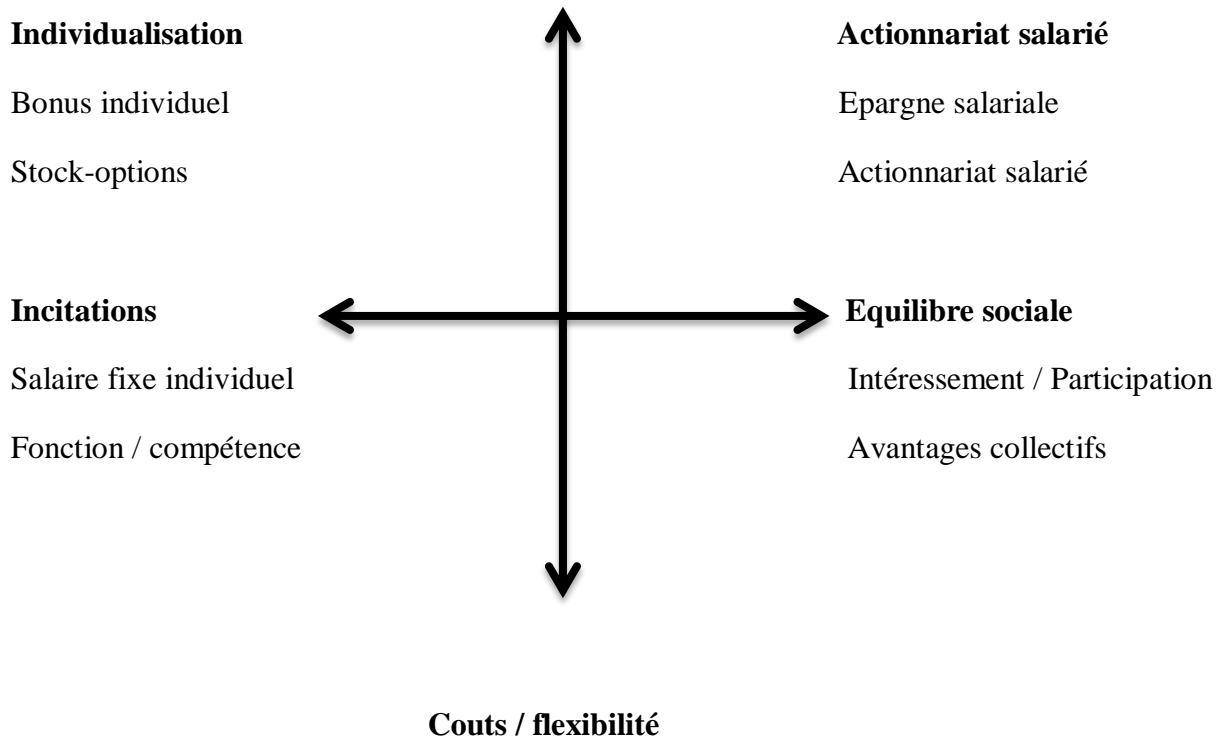 Individualisation
Bonus individuel
Stock-options
Actionnariat salarié
Epargne salariale
Actionnariat salarié
Incitations
Salaire fixe individuel
Fonction / compétence
Equilibre sociale
Intéressement / Participation
Avantages collectifs
Couts / flexibilité